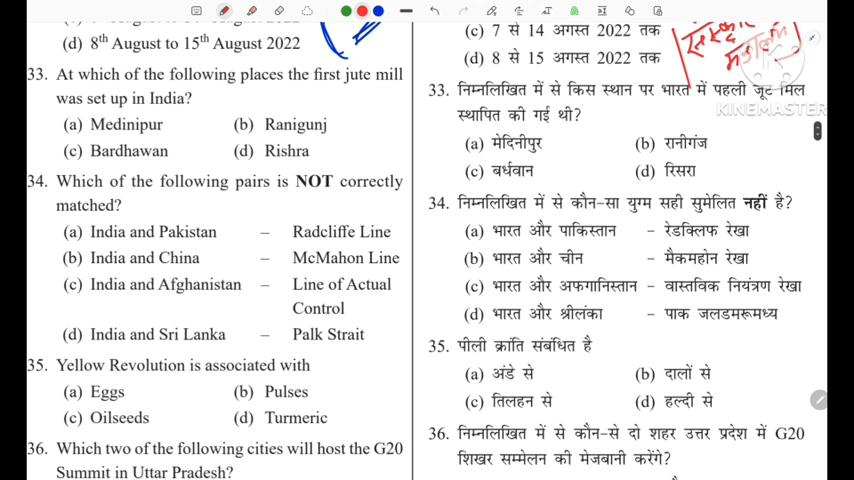 (d) 8th August to 15th August 2022
33. At which of the following places the first jute mill
was set up in India?
(a) Medinipur (b) Ranigunj
(c) Bardhawan (d) Rishra
34. Which of the following pairs is NOT correctly
matched?
(a) India and Pakistan – Radcliffe Line
(b) India and China – McMahon Line
(c) India and Afghanistan – Line of Actual
Control
(d) India and Sri Lanka – Palk Strait
35. Yellow Revolution is associated with
(a) Eggs (b) Pulses
(c) Oilseeds (d) Turmeric
36. Which two of the following cities will host the G20
Summit in Uttar Pradesh?
(c) 7 से 14 अगस्त 2022 तक
(d) 8 से 15 अगस्त 2022 तक
33. निम्नलिखित में से किस स्थान पर भारत में पहली जूट मिल
स्थापित की गई थी?
(a) मेदिनीपुर (b) रानीगंज
(c) बर्धवान (d) रिसरा
34. निम्नलिखित में से कौन-सा युग्म सही सुमेलित नहीं है?
(a) भारत और पाकिस्तान – रेडक्लिफ रेखा
(b) भारत और चीन – मैकमहोन रेखा
(c) भारत और अफगानिस्तान – वास्तविक नियंत्रण रेखा
(d) भारत और श्रीलंका – पाक जलडमरूमध्य
35. पीली क्रांति संबंधित है
(a) अंडे से (b) दालों से
(c) तिलहन से (d) हल्दी से
36. निम्नलिखित में से कौन-से दो शहर उत्तर प्रदेश में G20
शिखर सम्मेलन की मेजबानी करेंगे?
KINEMASTER